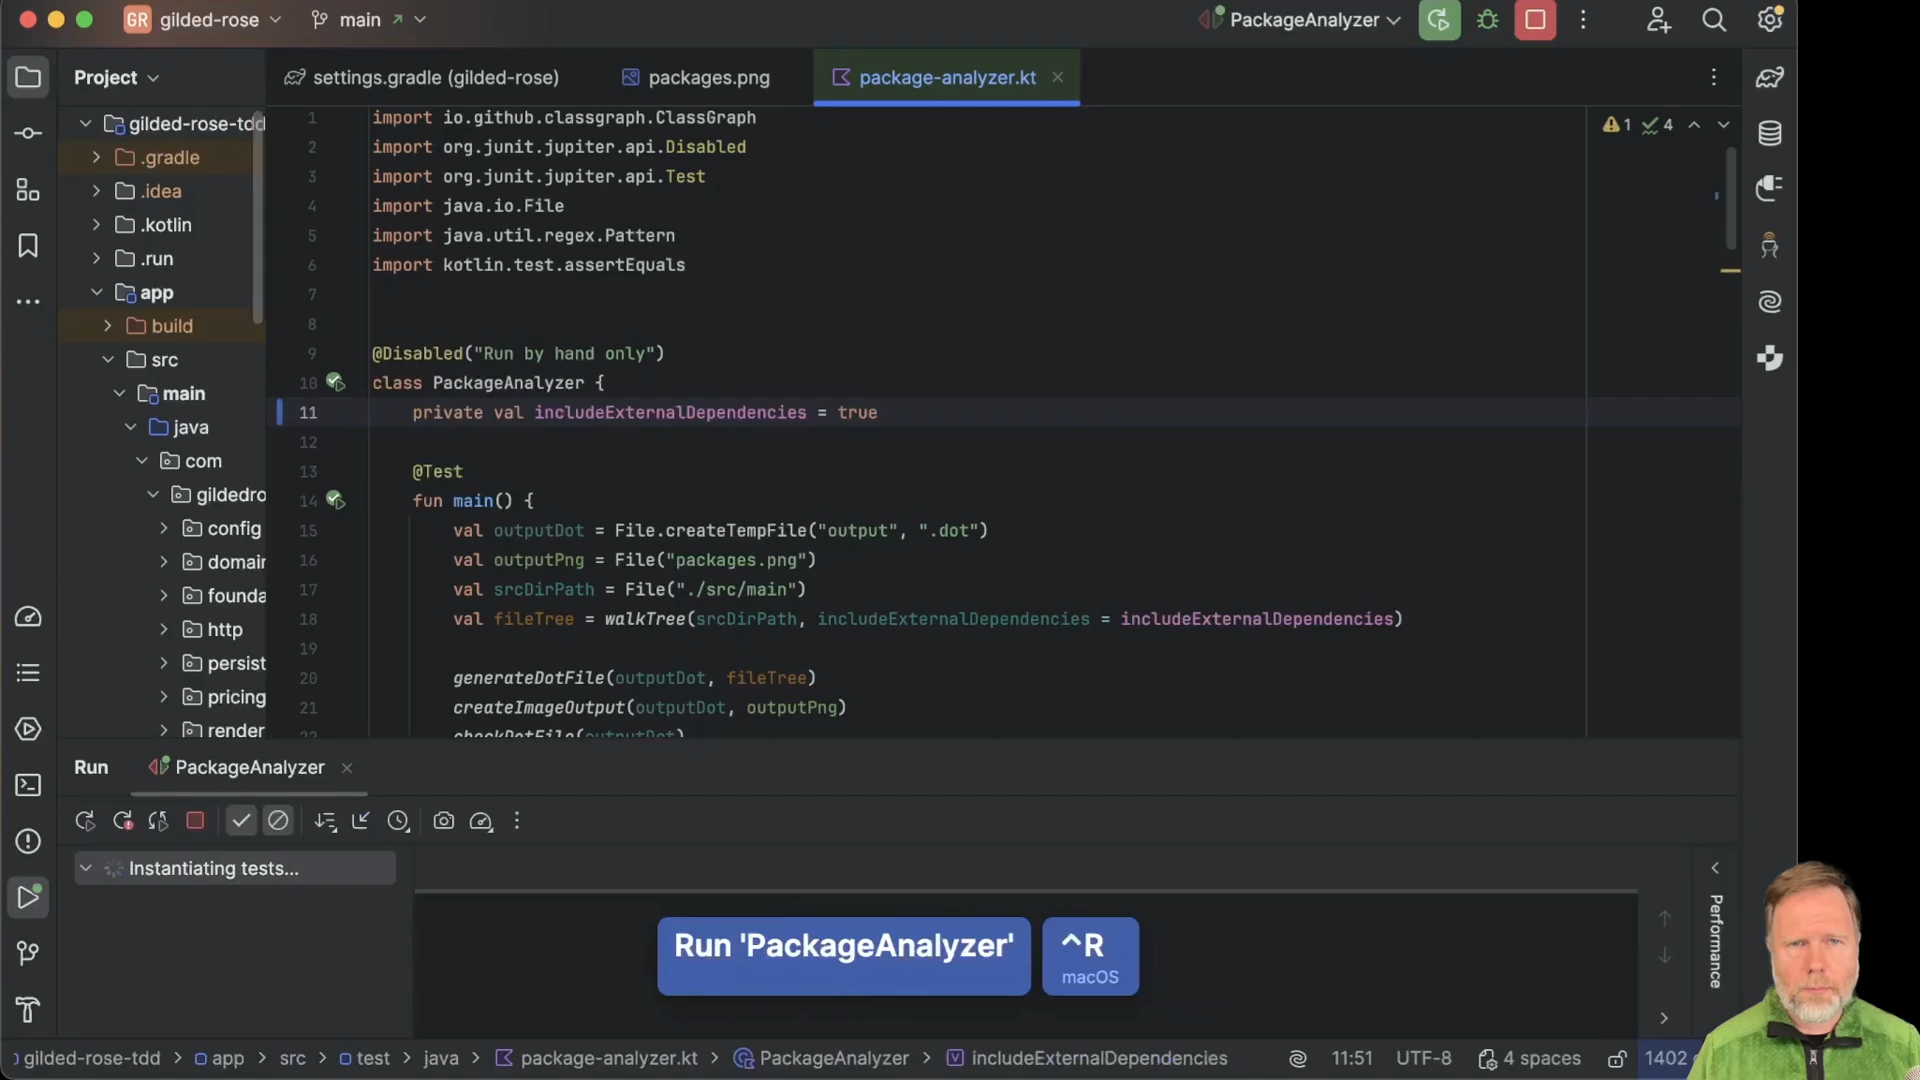 GR gilded-rose
main
PackageAnalyzer
Project
settings.gradle (gilded-rose)
packages.png
package-analyzer.kt
gilded-rose-tdd
.gradle
.idea
.kotlin
.run
app
build
src
main
java
com
gildedro
config
domain
founda
http
persist
pricing
render
1 import io.github.classgraph.ClassGraph
2 import org.junit.jupiter.api.Disabled
3 import org.junit.jupiter.api.Test
4 import java.io.File
5 import java.util.regex.Pattern
6 import kotlin.test.assertEquals
7
8
9 @Disabled("Run by hand only")
10 class PackageAnalyzer {
11 private val includeExternalDependencies = true
12
13 @Test
14 fun main() {
15 val outputDot = File.createTempFile("output", ".dot")
16 val outputPng = File("packages.png")
17 val srcDirPath = File("./src/main")
18 val fileTree = walkTree(srcDirPath, includeExternalDependencies = includeExternalDependencies)
19
20 generateDotFile(outputDot, fileTree)
21 createImageOutput(outputDot, outputPng)
22 checkDotFile(outputDot)
1 4
Run
PackageAnalyzer
Instantiating tests...
Run 'PackageAnalyzer'
^R
macOS
Performance
gilded-rose-tdd > app > src > test > java > package-analyzer.kt > PackageAnalyzer > includeExternalDependencies
11:51 UTF-8 4 spaces 1402